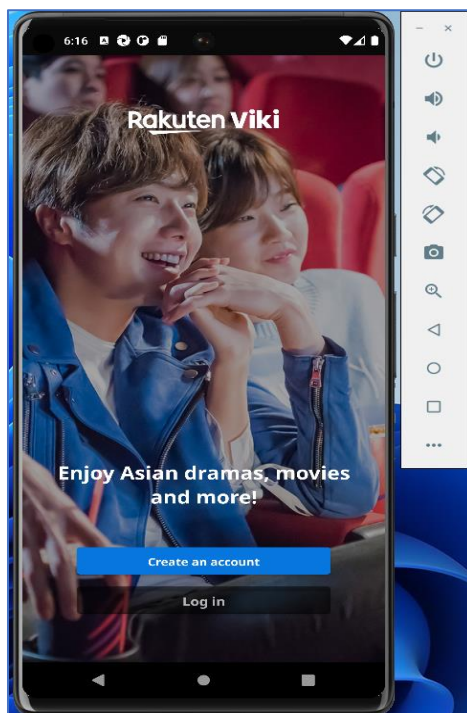 6:16
Rakuten Viki
Enjoy Asian dramas, movies
and more!
Create an account
Log in